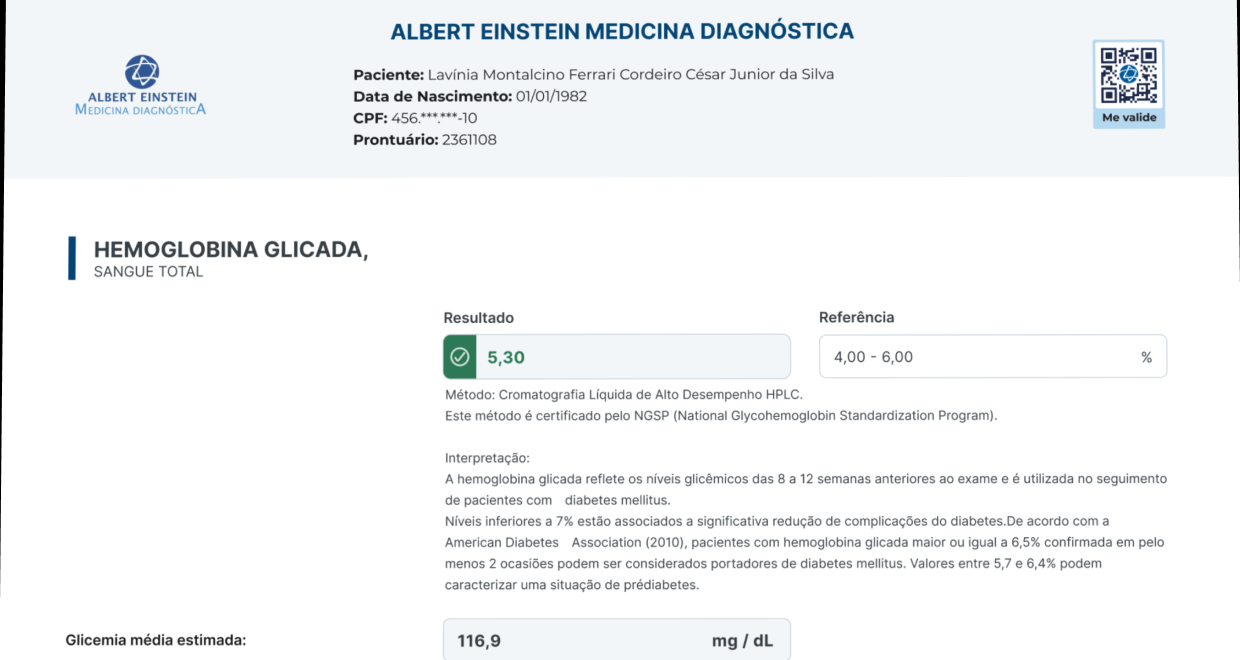 ALBERT EINSTEIN MEDICINA DIAGNÓSTICA
ALBERT EINSTEIN
MEDICINA DIAGNÓSTICA
Paciente: Lavínia Montalcino Ferrari Cordeiro César Junior da Silva
Data de Nascimento: 01/01/1982
CPF: 456.***.***-10
Prontuário: 2361108
Me valide
HEMOGLOBINA GLICADA,
SANGUE TOTAL
Resultado
Referência
5,30
4,00 - 6,00 %
Método: Cromatografia Líquida de Alto Desempenho HPLC.
Este método é certificado pelo NGSP (National Glycohemoglobin Standardization Program).
Interpretação:
A hemoglobina glicada reflete os níveis glicêmicos das 8 a 12 semanas anteriores ao exame e é utilizada no seguimento
de pacientes com diabetes mellitus.
Níveis inferiores a 7% estão associados a significativa redução de complicações do diabetes.De acordo com a
American Diabetes Association (2010), pacientes com hemoglobina glicada maior ou igual a 6,5% confirmada em pelo
menos 2 ocasiões podem ser considerados portadores de diabetes mellitus. Valores entre 5,7 e 6,4% podem
caracterizar uma situação de prédiabetes.
Glicemia média estimada: 116,9 mg / dL